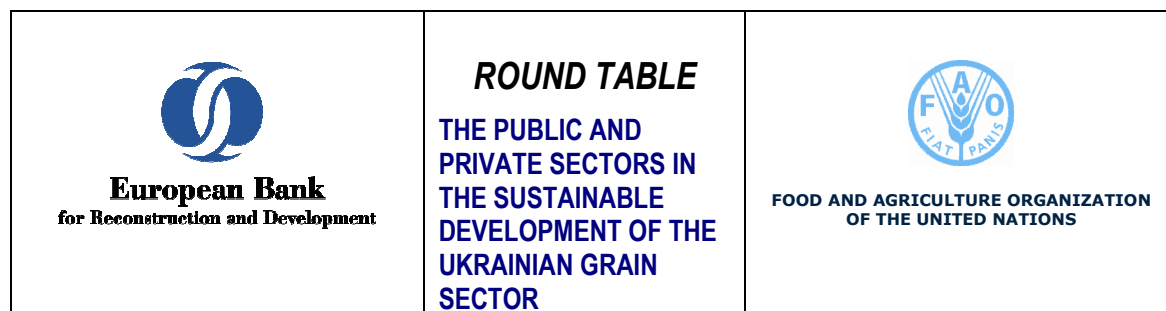 European Bank
for Reconstruction and Development
ROUND TABLE
THE PUBLIC AND
PRIVATE SECTORS IN
THE SUSTAINABLE
DEVELOPMENT OF THE
UKRAINIAN GRAIN
SECTOR
F A O
FIAT PANIS
FOOD AND AGRICULTURE ORGANIZATION
OF THE UNITED NATIONS